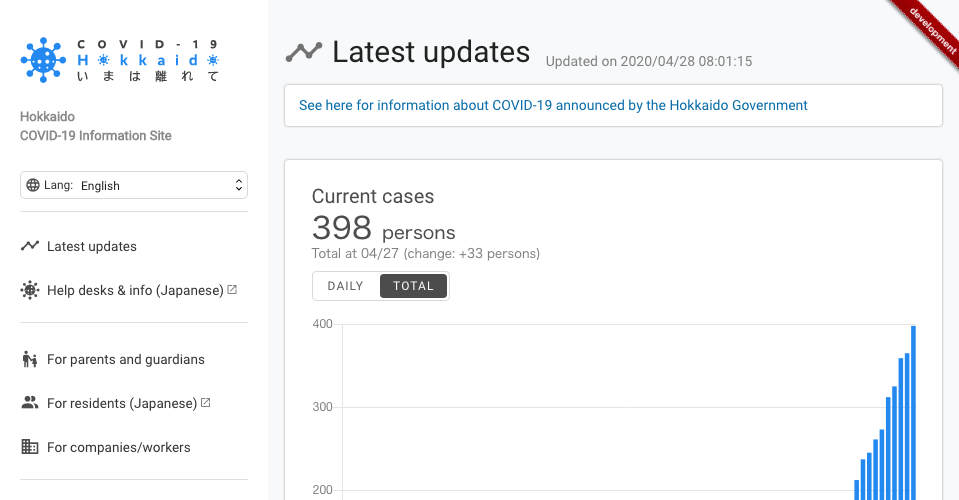 COVID-19
Hokkaido
いまは離れて
Hokkaido
COVID-19 Information Site
Lang: English
Latest updates
Help desks & info (Japanese)
For parents and guardians
For residents (Japanese)
For companies/workers
development
Latest updates Updated on 2020/04/28 08:01:15
See here for information about COVID-19 announced by the Hokkaido Government
Current cases
398 persons
Total at 04/27 (change: +33 persons)
DAILY TOTAL
400
300
200